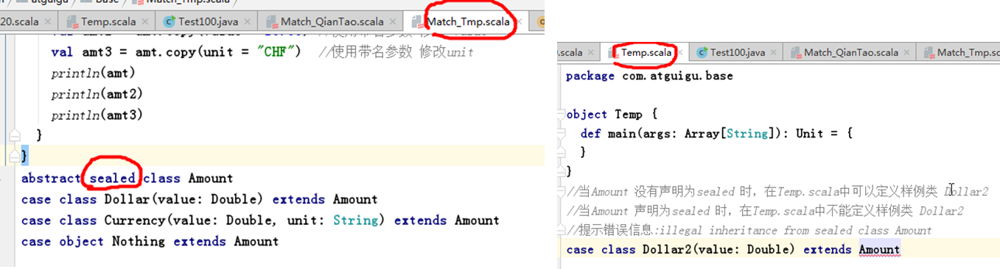 atguigu base Match_Tmp.scala
20.scala Temp.scala Test100.java Match_QianTao.scala Match_Tmp.scala
val amt3 = amt.copy(unit = "CHF") //使用带名参数 修改unit
println(amt)
println(amt2)
println(amt3)
}
}
abstract sealed class Amount
case class Dollar(value: Double) extends Amount
case class Currency(value: Double, unit: String) extends Amount
case object Nothing extends Amount
.scala Temp.scala Test100.java Match_QianTao.scala Match_Tmp.sc
package com.atguigu.base
object Temp {
def main(args: Array[String]): Unit = {
}
}
//当Amount 没有声明为sealed 时，在Temp.scala中可以定义样例类 Dollar2
//当Amount 声明为sealed 时，在Temp.scala中不能定义样例类 Dollar2
//提示错误信息:illegal inheritance from sealed class Amount
case class Dollar2(value: Double) extends Amount